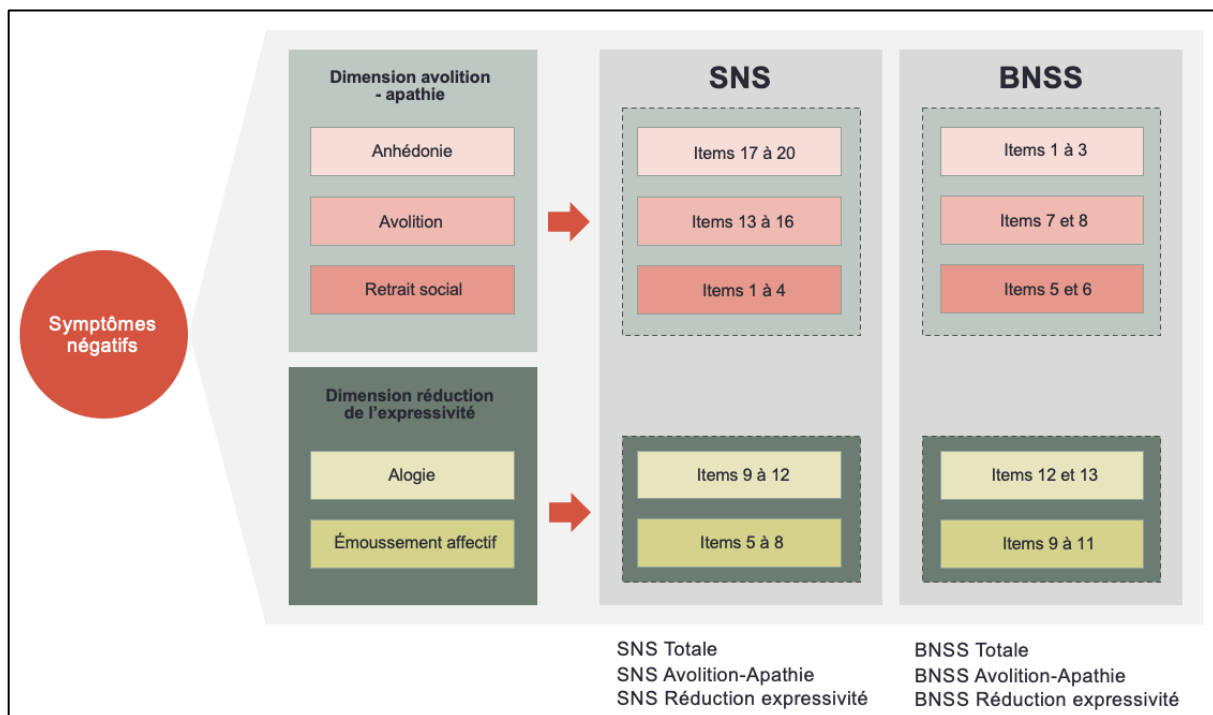 Symptômes
négatifs
Dimension avolition
- apathie
Anhédonie
Avolition
Retrait social
Dimension réduction
de l'expressivité
Alogie
Émoussement affectif
SNS
Items 17 à 20
Items 13 à 16
Items 1 à 4
Items 9 à 12
Items 5 à 8
SNS Totale
SNS Avolition-Apathie
SNS Réduction expressivité
BNSS
Items 1 à 3
Items 7 et 8
Items 5 et 6
Items 12 et 13
Items 9 à 11
BNSS Totale
BNSS Avolition-Apathie
BNSS Réduction expressivité